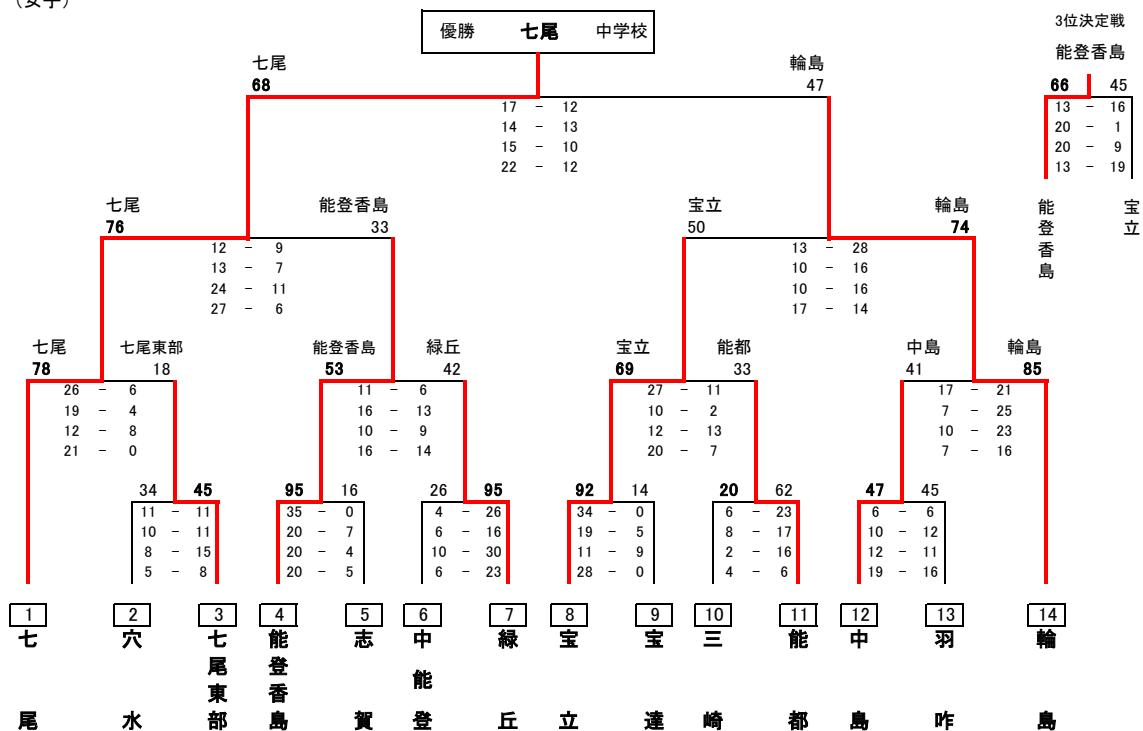 （女子）
優勝 七尾 中学校
3位決定戦
能登香島
七尾 輪島
68 47
66 45
17 － 12
14 － 13
15 － 10
22 － 12
13 － 16
20 － 1
20 － 9
13 － 19
能登香島 宝立
七尾 能登香島 宝立 輪島
76 33 50 74
12 － 9
13 － 7
24 － 11
27 － 6
13 － 28
10 － 16
10 － 16
17 － 14
七尾 七尾東部 能登香島 緑丘 宝立 能都 中島 輪島
78 18 53 42 69 33 41 85
26 － 6
19 － 4
12 － 8
21 － 0
11 － 6
16 － 13
10 － 9
16 － 14
27 － 11
10 － 2
12 － 13
20 － 7
17 － 21
7 － 25
10 － 23
7 － 16
34 45 95 16 26 95 92 14 20 62 47 45
11 － 11
10 － 11
8 － 15
5 － 8
35 － 0
20 － 7
20 － 4
20 － 5
4 － 26
6 － 16
10 － 30
6 － 23
34 － 0
19 － 5
11 － 9
28 － 0
6 － 23
8 － 17
2 － 16
4 － 6
6 － 6
10 － 12
12 － 11
19 － 16
1 2 3 4 5 6 7 8 9 10 11 12 13 14
七尾
穴水
七尾東部
能登香島
志賀
中能登
緑丘
宝立
宝達
三崎
能都
中島
羽咋
輪島